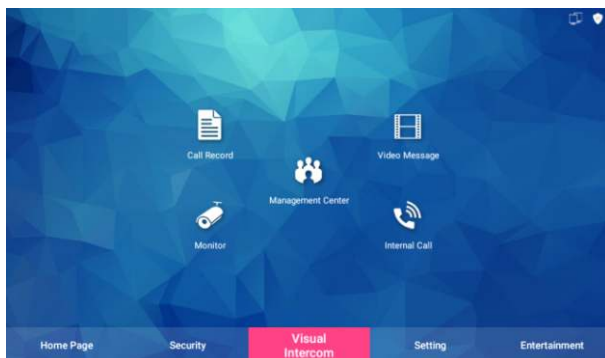 Call Record
Video Message
Management Center
Monitor
Internal Call
Home Page
Security
Visual
Intercom
Setting
Entertainment